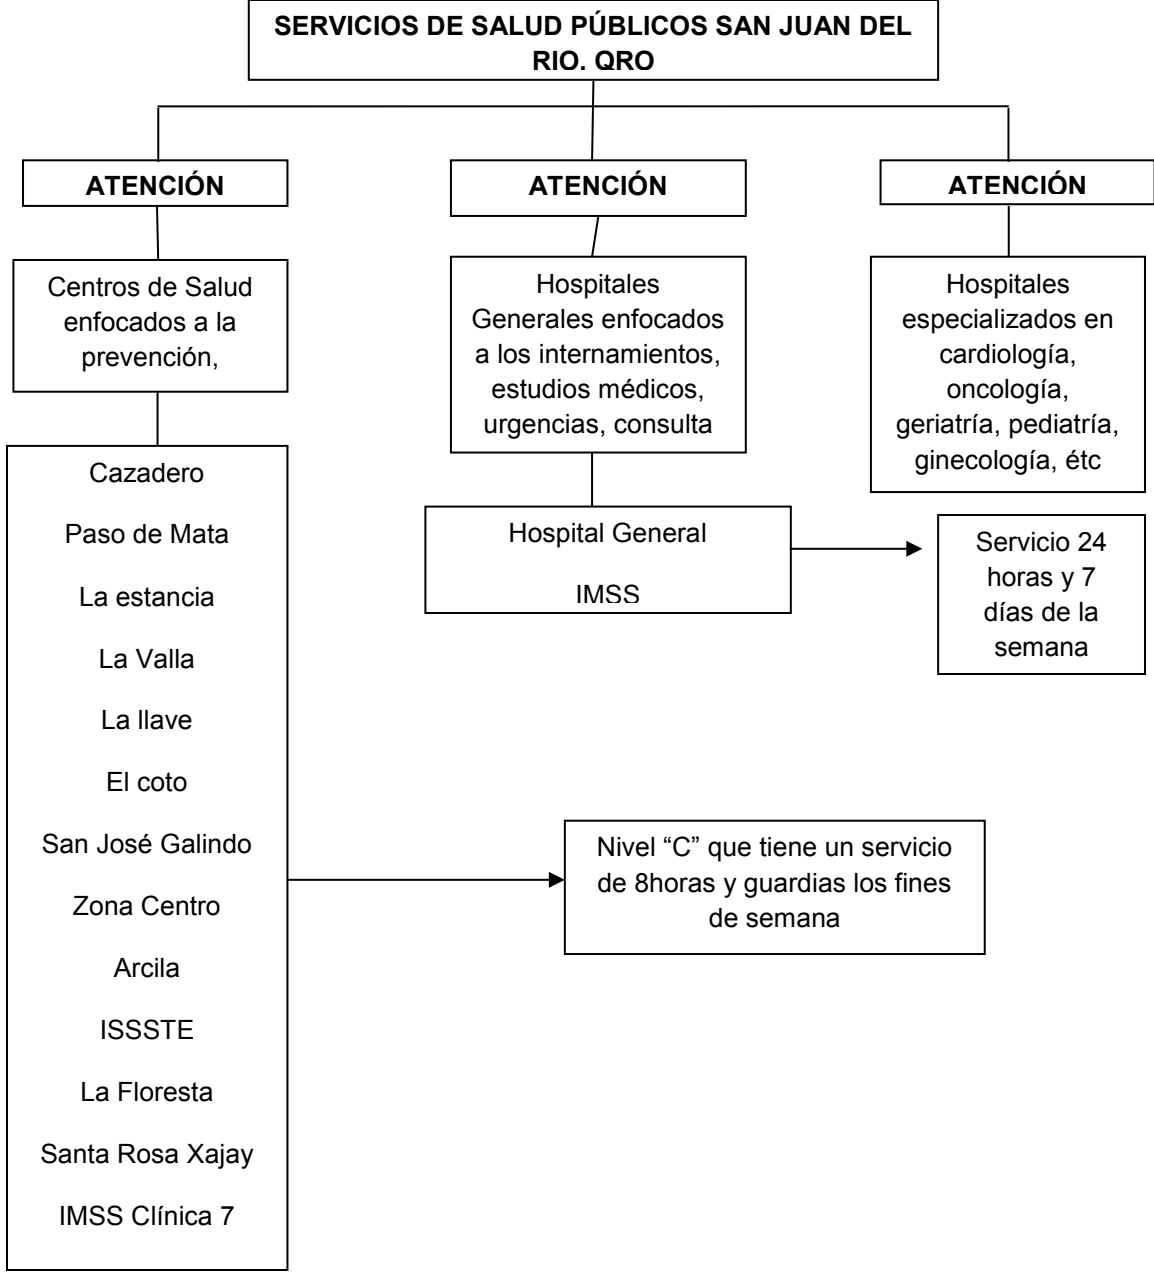 SERVICIOS DE SALUD PÚBLICOS SAN JUAN DEL
RIO. QRO
ATENCIÓN
ATENCIÓN
ATENCIÓN
Centros de Salud
enfocados a la
prevención,
Hospitales
Generales enfocados
a los internamientos,
estudios médicos,
urgencias, consulta
Hospitales
especializados en
cardiología,
oncología,
geriatría, pediatría,
ginecología, étc
Cazadero
Paso de Mata
La estancia
La Valla
La llave
El coto
San José Galindo
Zona Centro
Arcila
ISSSTE
La Floresta
Santa Rosa Xajay
IMSS Clínica 7
Hospital General
IMSS
Servicio 24
horas y 7
días de la
semana
Nivel “C” que tiene un servicio
de 8horas y guardias los fines
de semana